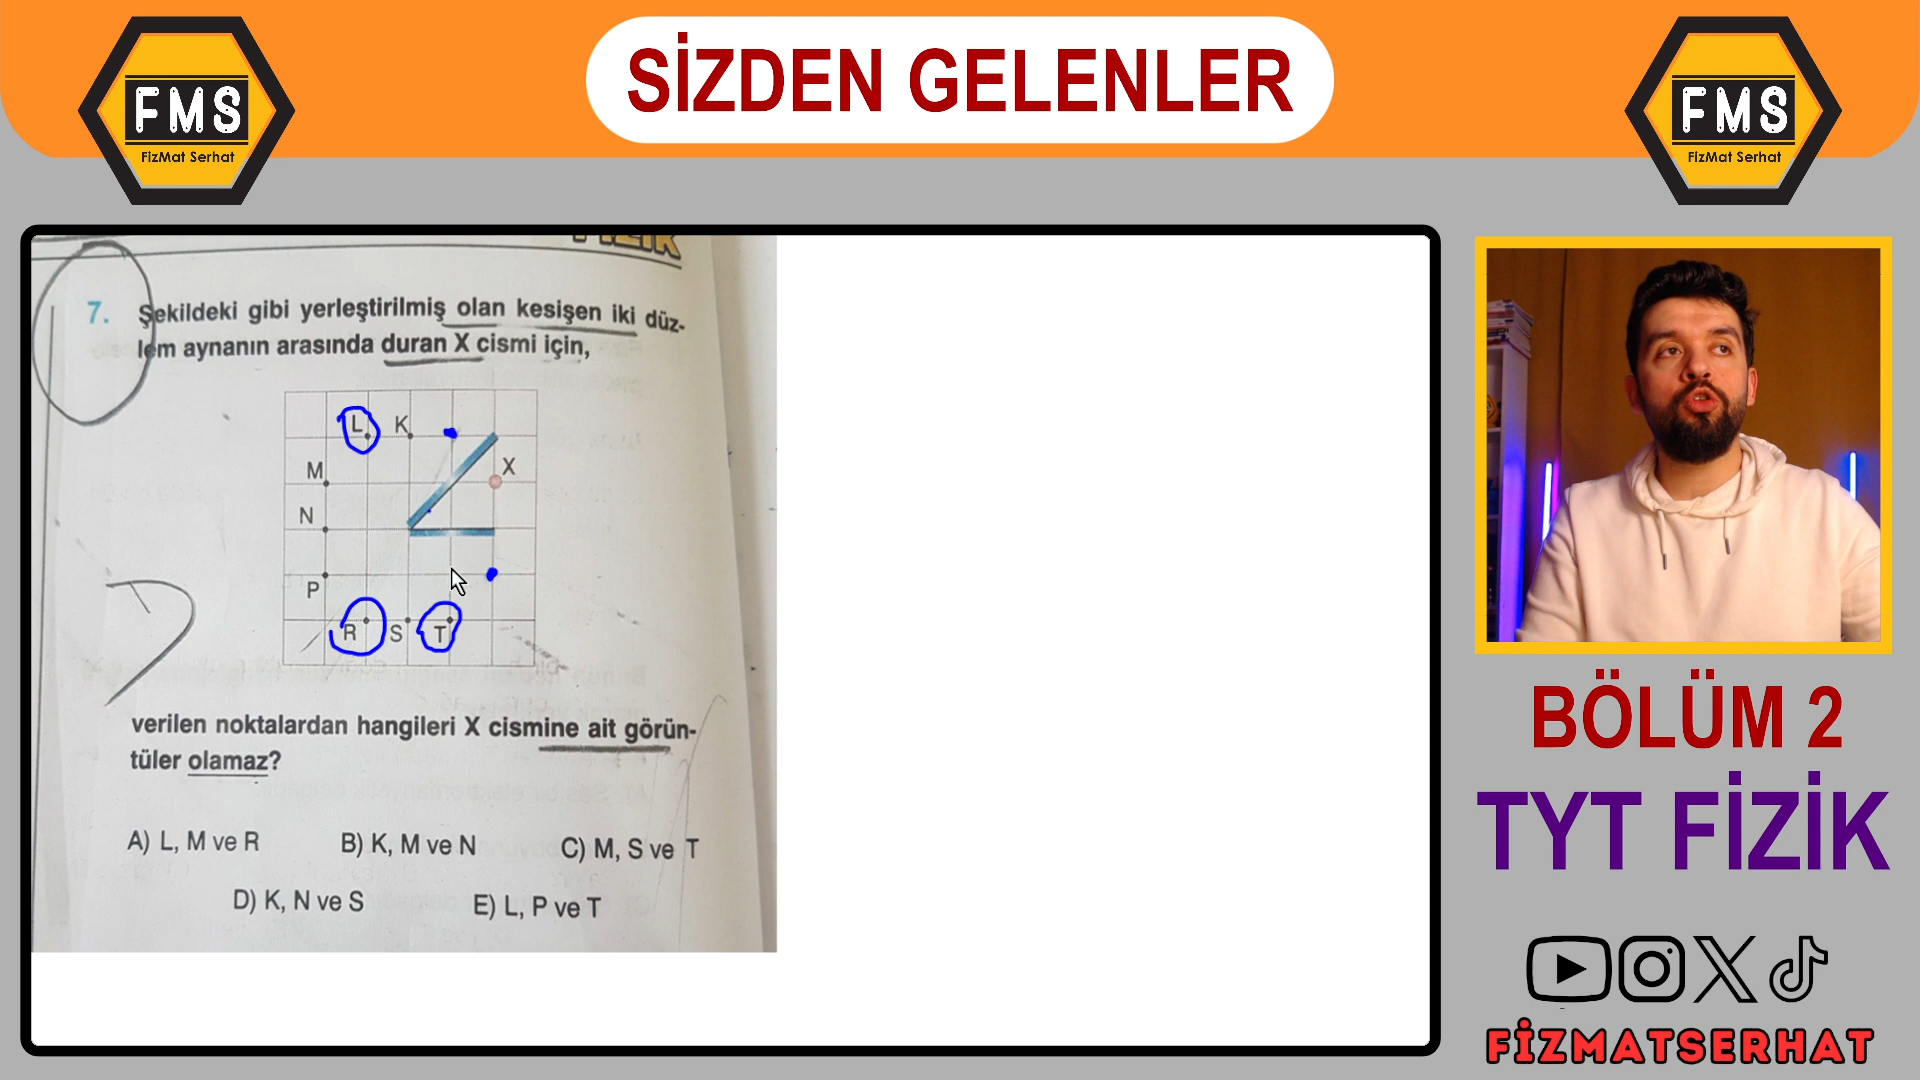 FMS
FizMat Serhat
SİZDEN GELENLER
FMS
FizMat Serhat
FİZİK
7. Şekildeki gibi yerleştirilmiş olan kesişen iki düz-
lem aynanın arasında duran X cismi için,
L K
X
M
N
P
R S T
verilen noktalardan hangileri X cismine ait görün-
tüler olamaz?
A) L, M ve R B) K, M ve N C) M, S ve T
D) K, N ve S E) L, P ve T
BÖLÜM 2
TYT FİZİK
FİZMATSERHAT